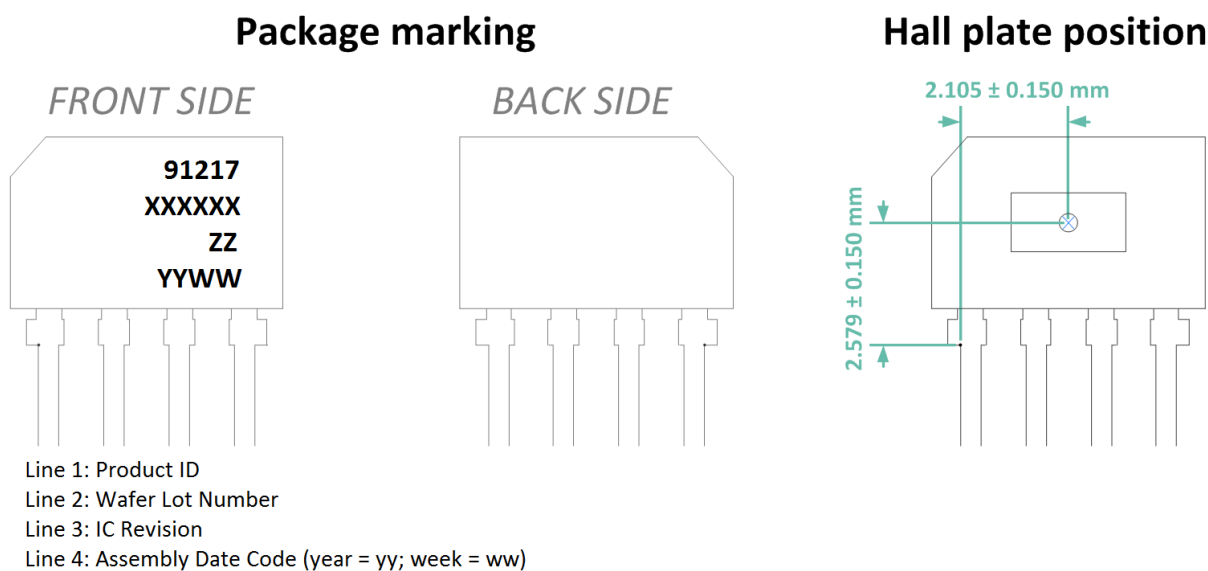 Package marking
Hall plate position
FRONT SIDE
BACK SIDE
2.105 ± 0.150 mm
91217
XXXXXX
ZZ
YYWW
2.579 ± 0.150 mm
Line 1: Product ID
Line 2: Wafer Lot Number
Line 3: IC Revision
Line 4: Assembly Date Code (year = yy; week = ww)